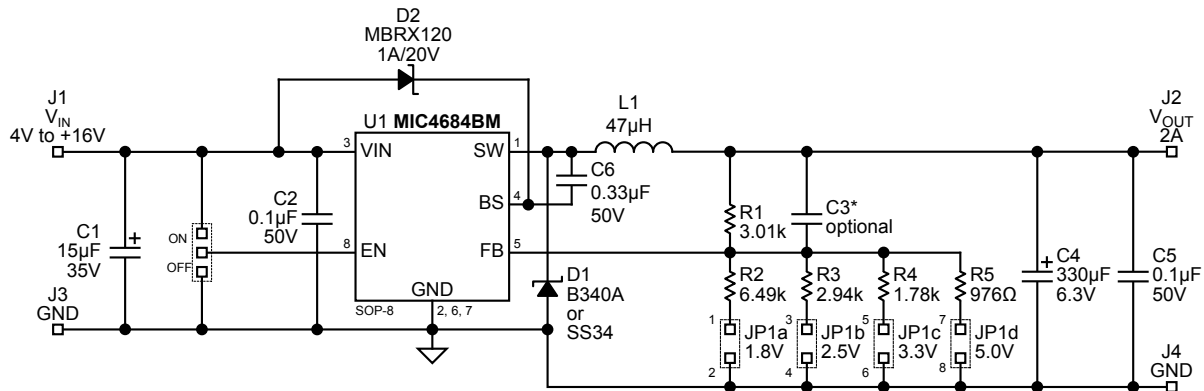 D2
MBRX120
1A/20V
J1
VIN
4V to +16V
U1 MIC4684BM
L1
47µH
J2
VOUT
2A
3
VIN
SW
1
C6
0.33µF
50V
BS
4
C2
0.1µF
50V
C1
15µF
35V
+
ON
OFF
8
EN
FB
5
R1
3.01k
C3*
optional
GND
SOP-8
2, 6, 7
D1
B340A
or
SS34
R2
6.49k
R3
2.94k
R4
1.78k
R5
976Ω
C4
330µF
6.3V
+
C5
0.1µF
50V
J3
GND
1
JP1a
1.8V
2
3
JP1b
2.5V
4
5
JP1c
3.3V
6
7
JP1d
5.0V
8
J4
GND